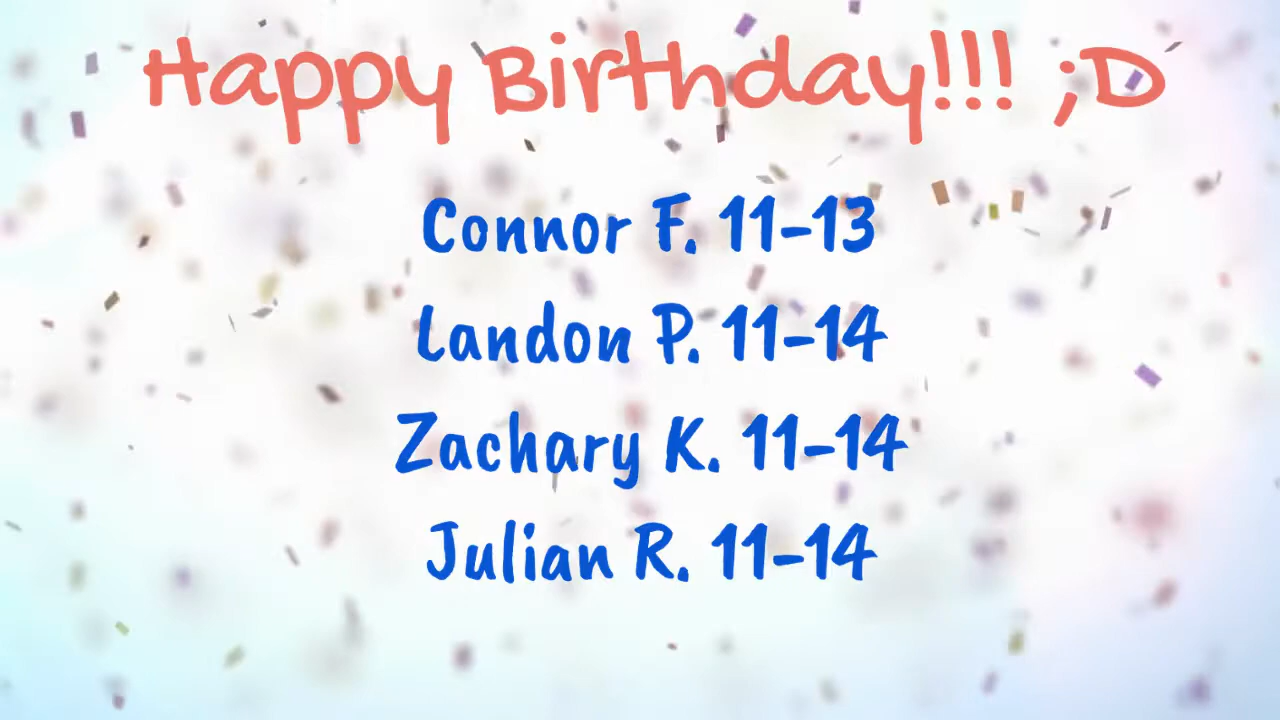 Happy Birthday!!! ;D
Connor F. 11-13
Landon P. 11-14
Zachary K. 11-14
Julian R. 11-14